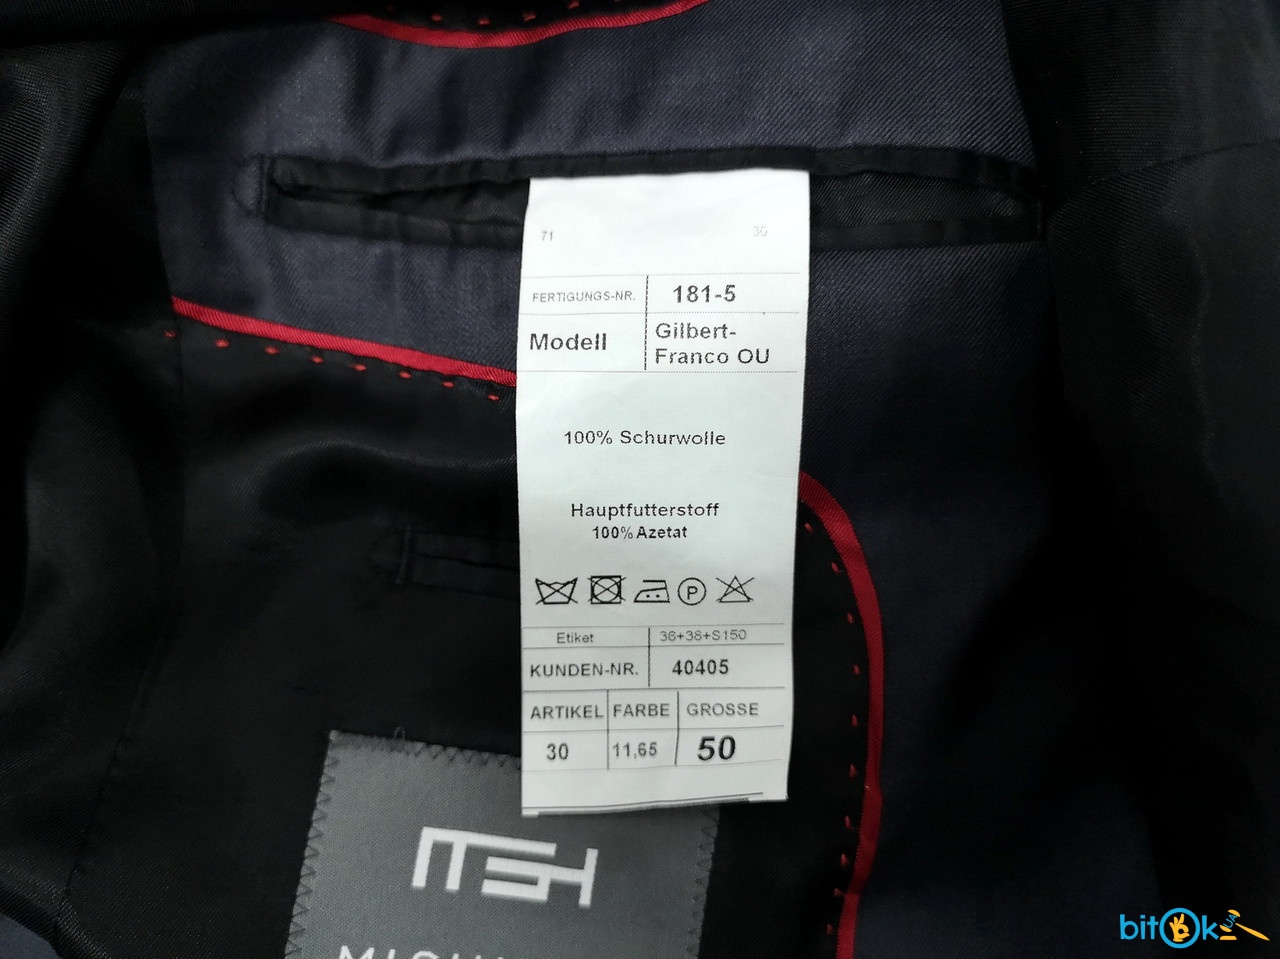 71 30
FERTIGUNGS-NR. 181-5
Modell Gilbert-
Franco OU
100% Schurwolle
Hauptfutterstoff
100% Azetat
P
Etiket 36+38+S150
KUNDEN-NR. 40405
ARTIKEL FARBE GROSSE
30 11,65 50
bitOk.UA